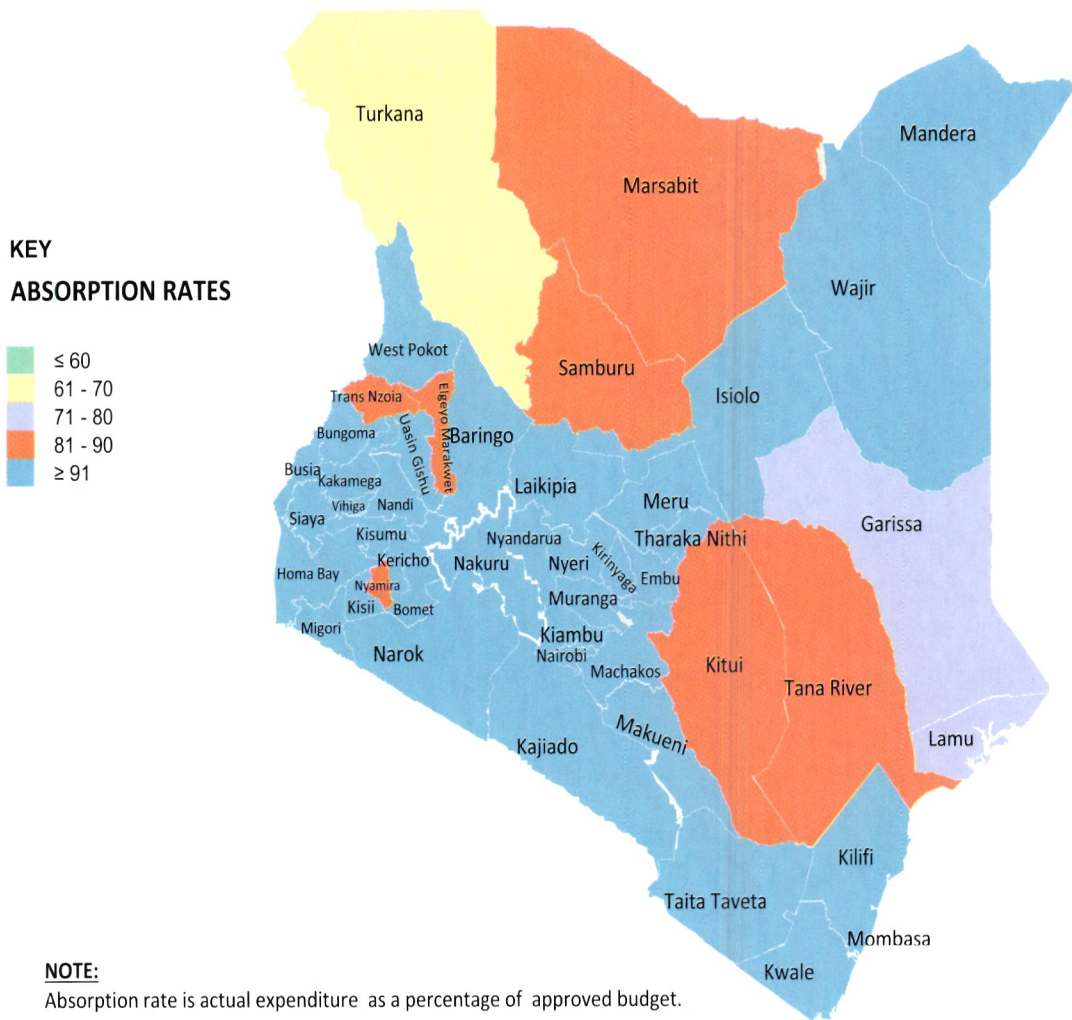 Turkana
Mandera
Marsabit
KEY
ABSORPTION RATES
Wajir
≤ 60
61 - 70
71 - 80
81 - 90
≥ 91
West Pokot
Samburu
Isiolo
Trans Nzoia
Elgeyo Marakwet
Bungoma
Uasin Gishu
Baringo
Busia
Kakamega
Laikipia
Vihiga
Nandi
Meru
Siaya
Garissa
Kisumu
Nyandarua
Tharaka Nithi
Kericho
Nakuru
Nyeri
Kirinyaga
Homa Bay
Nyamira
Embu
Kisii
Bomet
Muranga
Migori
Kiambu
Narok
Nairobi
Machakos
Kitui
Tana River
Makueni
Lamu
Kajiado
Kilifi
Taita Taveta
Mombasa
Kwale
NOTE:
Absorption rate is actual expenditure as a percentage of approved budget.